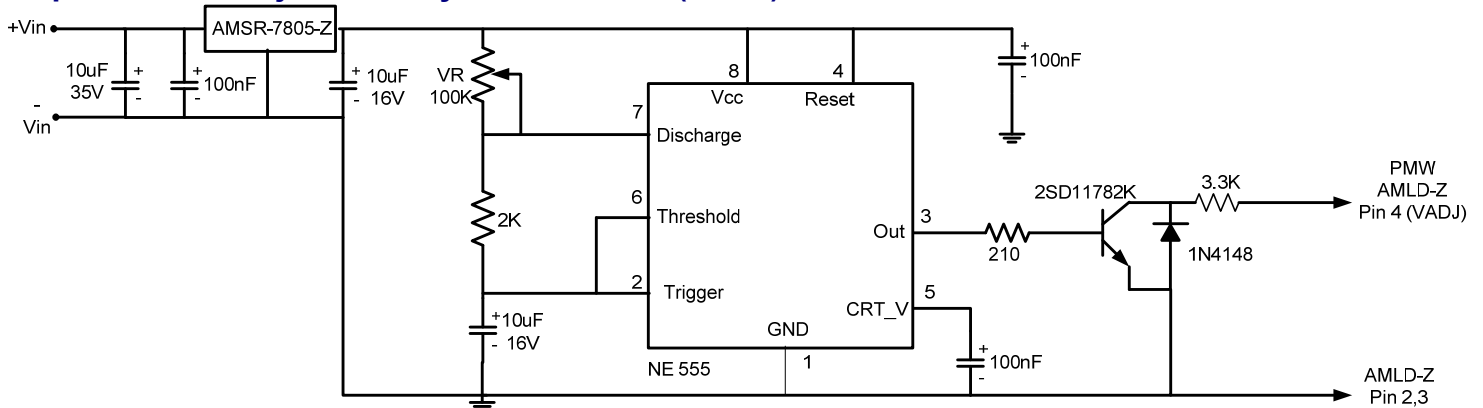 +Vin
AMSR-7805-Z
10uF
35V
+
-
+
-
100nF
+
-
10uF
16V
VR
100K
+
-
100nF
-
Vin
8
4
Vcc
Reset
7
Discharge
2K
6
Threshold
2
Trigger
Out
3
210
2SD11782K
3.3K
1N4148
PMW
AMLD-Z
Pin 4 (VADJ)
CRT_V
5
GND
1
NE 555
+
-
10uF
16V
+
-
100nF
AMLD-Z
Pin 2,3